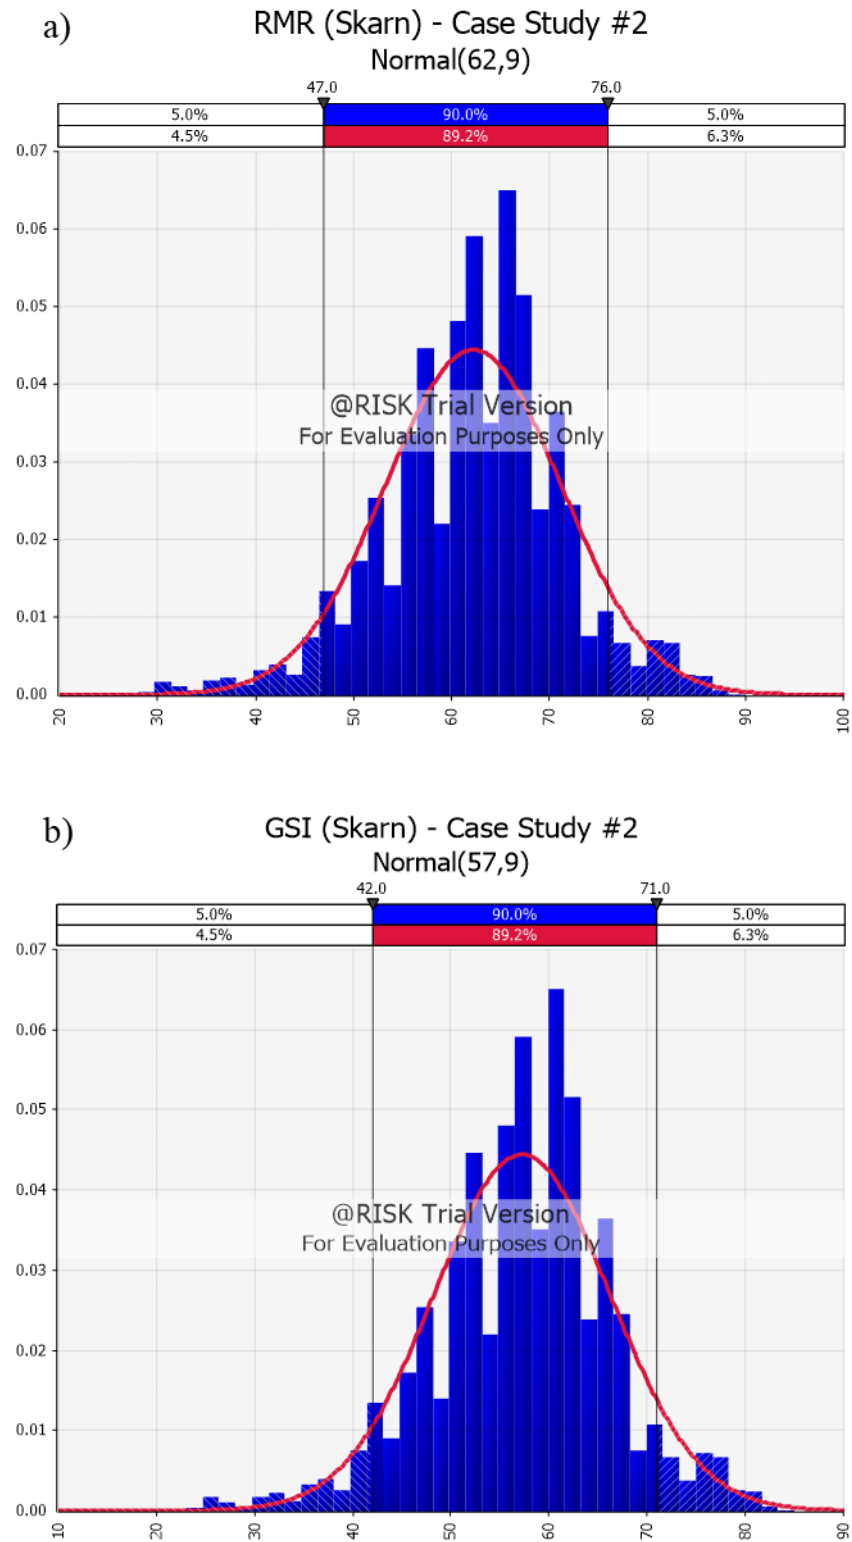 a)
RMR (Skarn) - Case Study #2
Normal(62,9)
47.0 76.0
5.0% 90.0% 5.0%
4.5% 89.2% 6.3%
0.07
0.06
0.05
0.04
@RISK Trial Version
For Evaluation Purposes Only
0.03
0.02
0.01
0.00
20 30 40 50 60 70 80 90 100
b)
GSI (Skarn) - Case Study #2
Normal(57,9)
42.0 71.0
5.0% 90.0% 5.0%
4.5% 89.2% 6.3%
0.07
0.06
0.05
0.04
@RISK Trial Version
For Evaluation Purposes Only
0.03
0.02
0.01
0.00
10 20 30 40 50 60 70 80 90